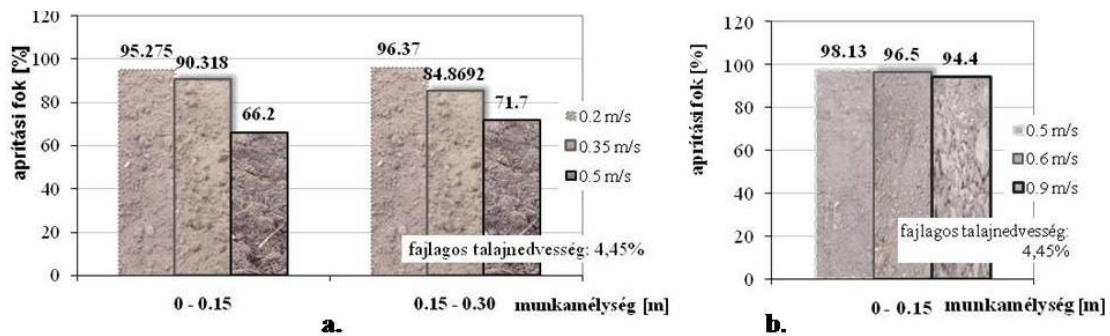 aprítási fok [%]
120
100
80
60
40
20
0
95.275
90.318
66.2
96.37
84.8692
71.7
0.2 m/s
0.35 m/s
0.5 m/s
fajlagos talajnedvesség: 4,45%
0 - 0.15
0.15 - 0.30
munkamélység [m]
a.
aprítási fok [%]
120
100
80
60
40
20
0
98.13
96.5
94.4
0.5 m/s
0.6 m/s
0.9 m/s
fajlagos talajnedvesség:
4,45%
0 - 0.15
munkamélység [m]
b.